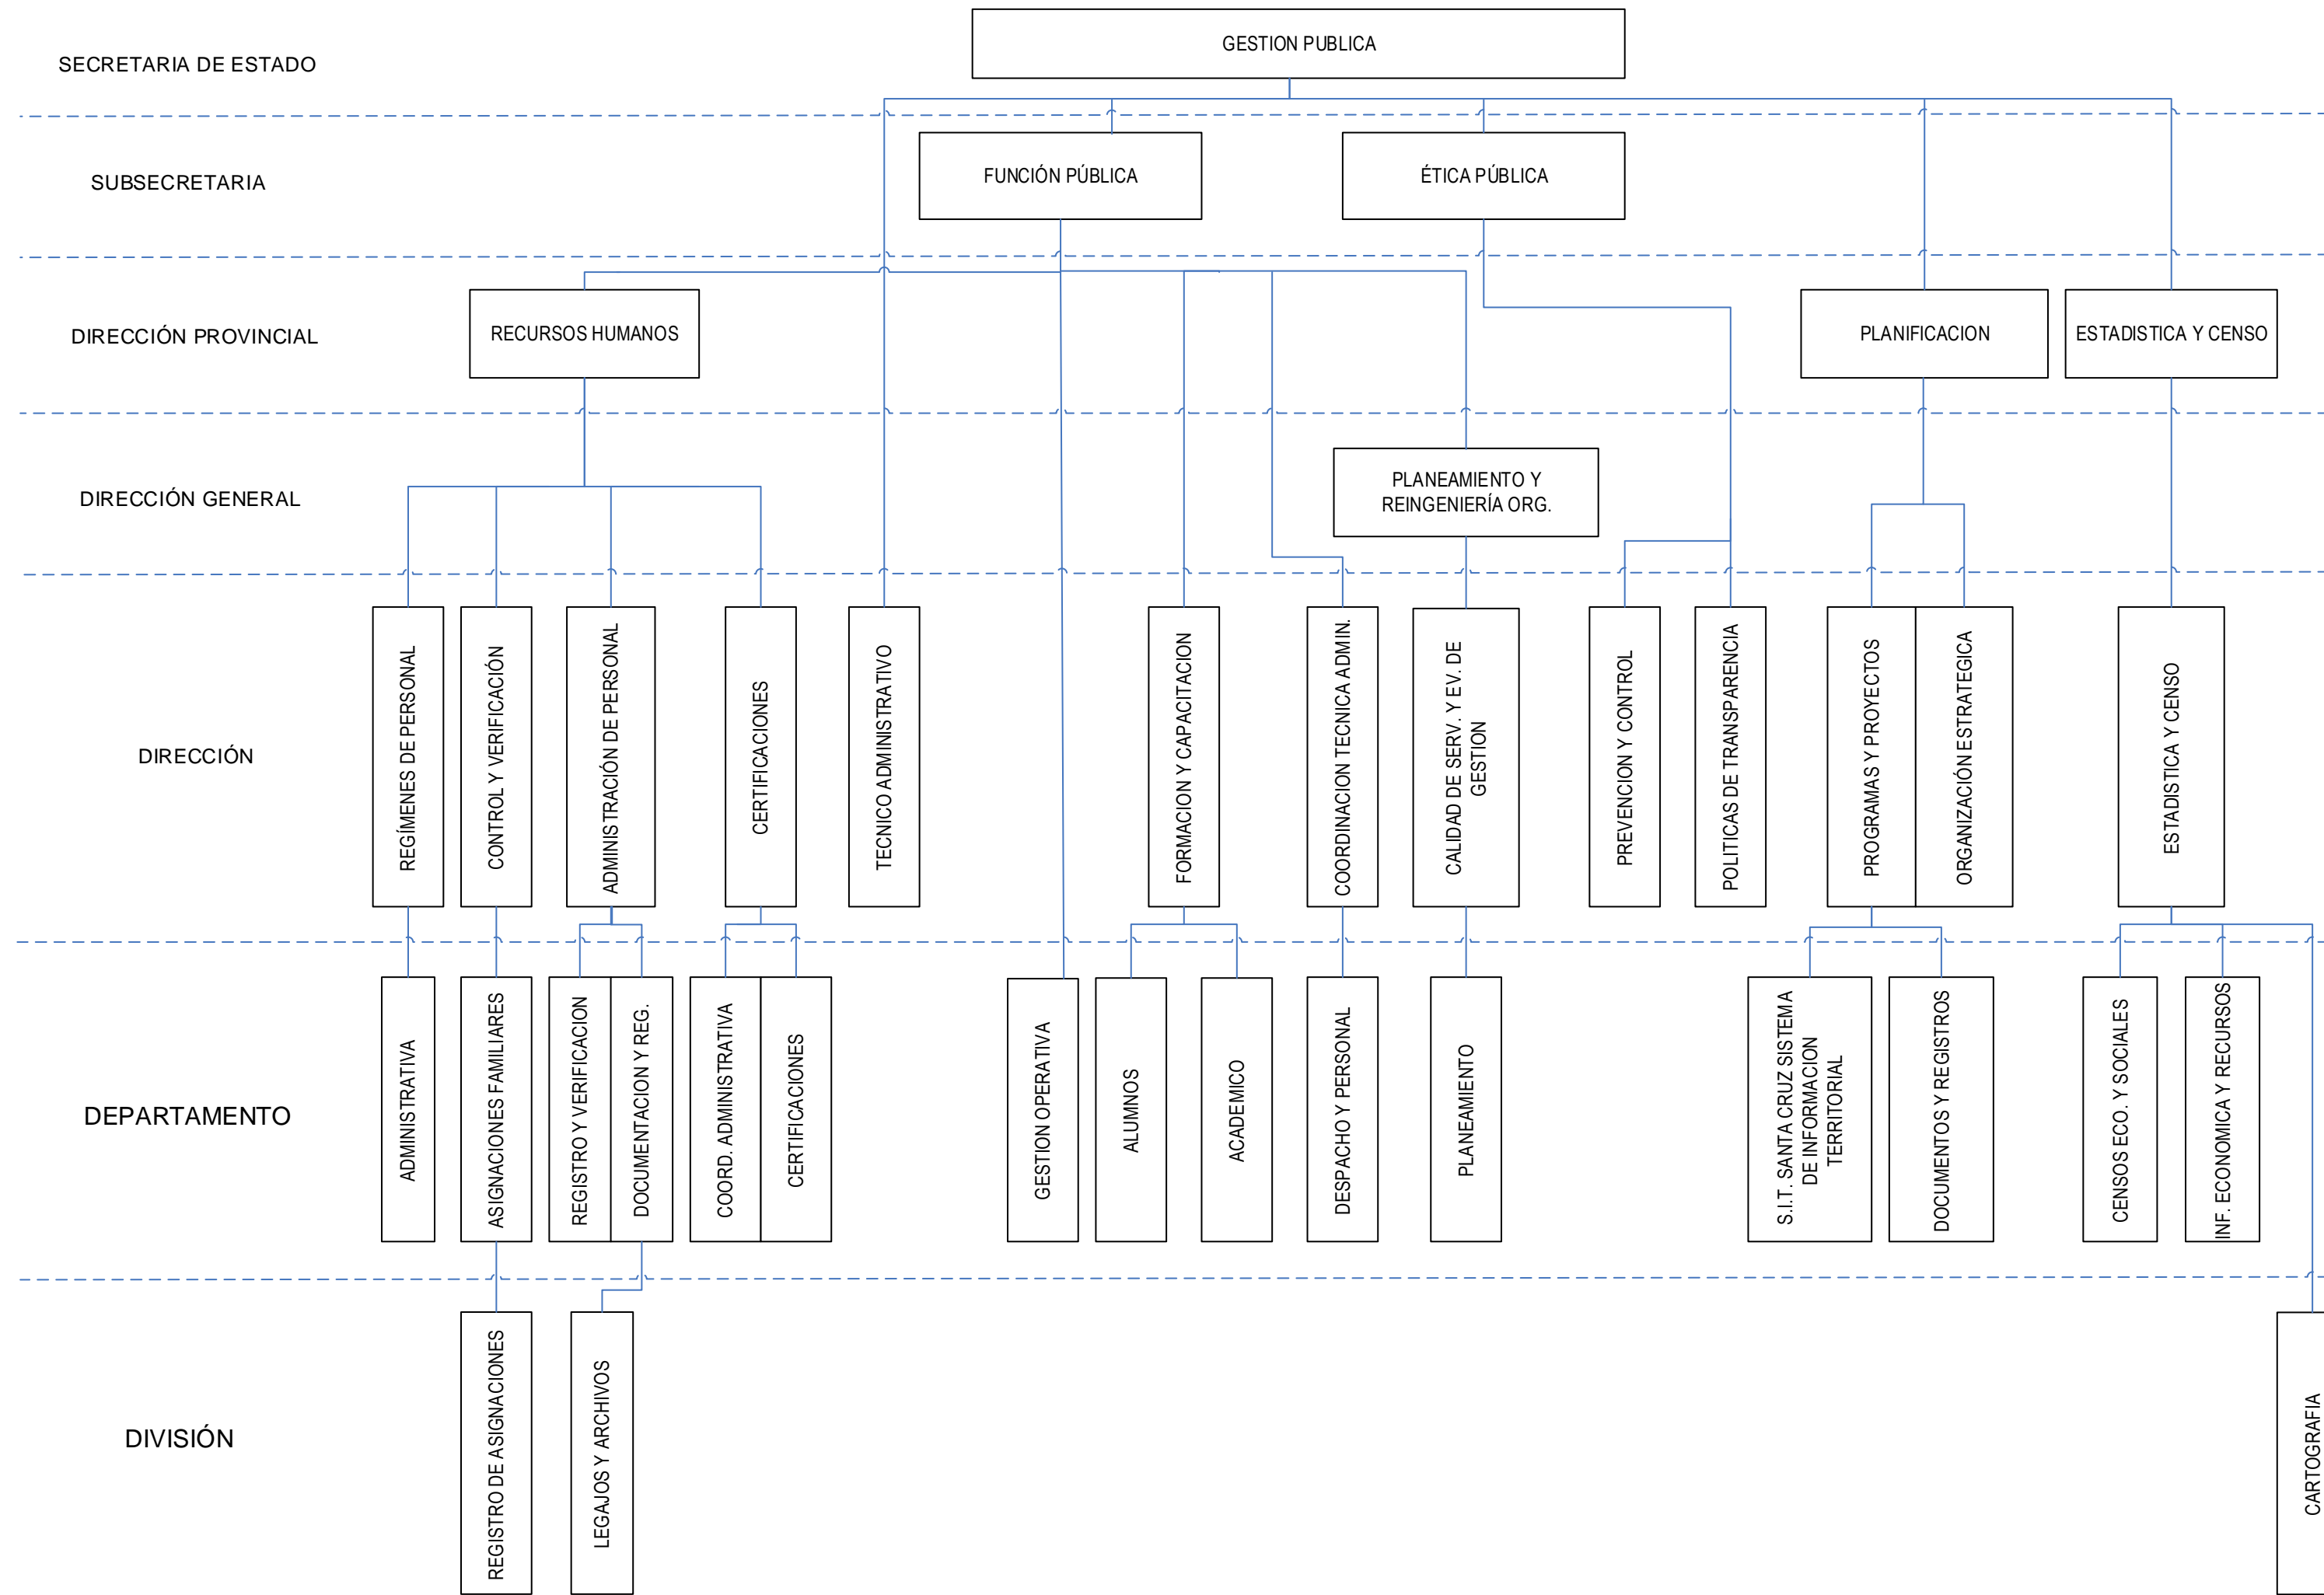 GESTION PUBLICA
SECRETARIA DE ESTADO
SUBSECRETARIA
FUNCIÓN PÚBLICA
ÉTICA PÚBLICA
DIRECCIÓN PROVINCIAL
RECURSOS HUMANOS
PLANIFICACION
ESTADISTICA Y CENSO
DIRECCIÓN GENERAL
PLANEAMIENTO Y
REINGENIERÍA ORG.
DIRECCIÓN
REGÍMENES DE PERSONAL
CONTROL Y VERIFICACIÓN
ADMINISTRACIÓN DE PERSONAL
CERTIFICACIONES
TECNICO ADMINISTRATIVO
FORMACION Y CAPACITACION
COORDINACION TECNICA ADMIN.
CALIDAD DE SERV. Y EV. DE
GESTION
PREVENCION Y CONTROL
POLITICAS DE TRANSPARENCIA
PROGRAMAS Y PROYECTOS
ORGANIZACIÓN ESTRATEGICA
ESTADISTICA Y CENSO
DEPARTAMENTO
ADMINISTRATIVA
ASIGNACIONES FAMILIARES
REGISTRO Y VERIFICACION
DOCUMENTACION Y REG.
COORD. ADMINISTRATIVA
CERTIFICACIONES
GESTION OPERATIVA
ALUMNOS
ACADEMICO
DESPACHO Y PERSONAL
PLANEAMIENTO
S.I.T. SANTA CRUZ SISTEMA
DE INFORMACION
TERRITORIAL
DOCUMENTOS Y REGISTROS
CENSOS ECO. Y SOCIALES
INF. ECONOMICA Y RECURSOS
DIVISIÓN
REGISTRO DE ASIGNACIONES
LEGAJOS Y ARCHIVOS
CARTOGRAFIA